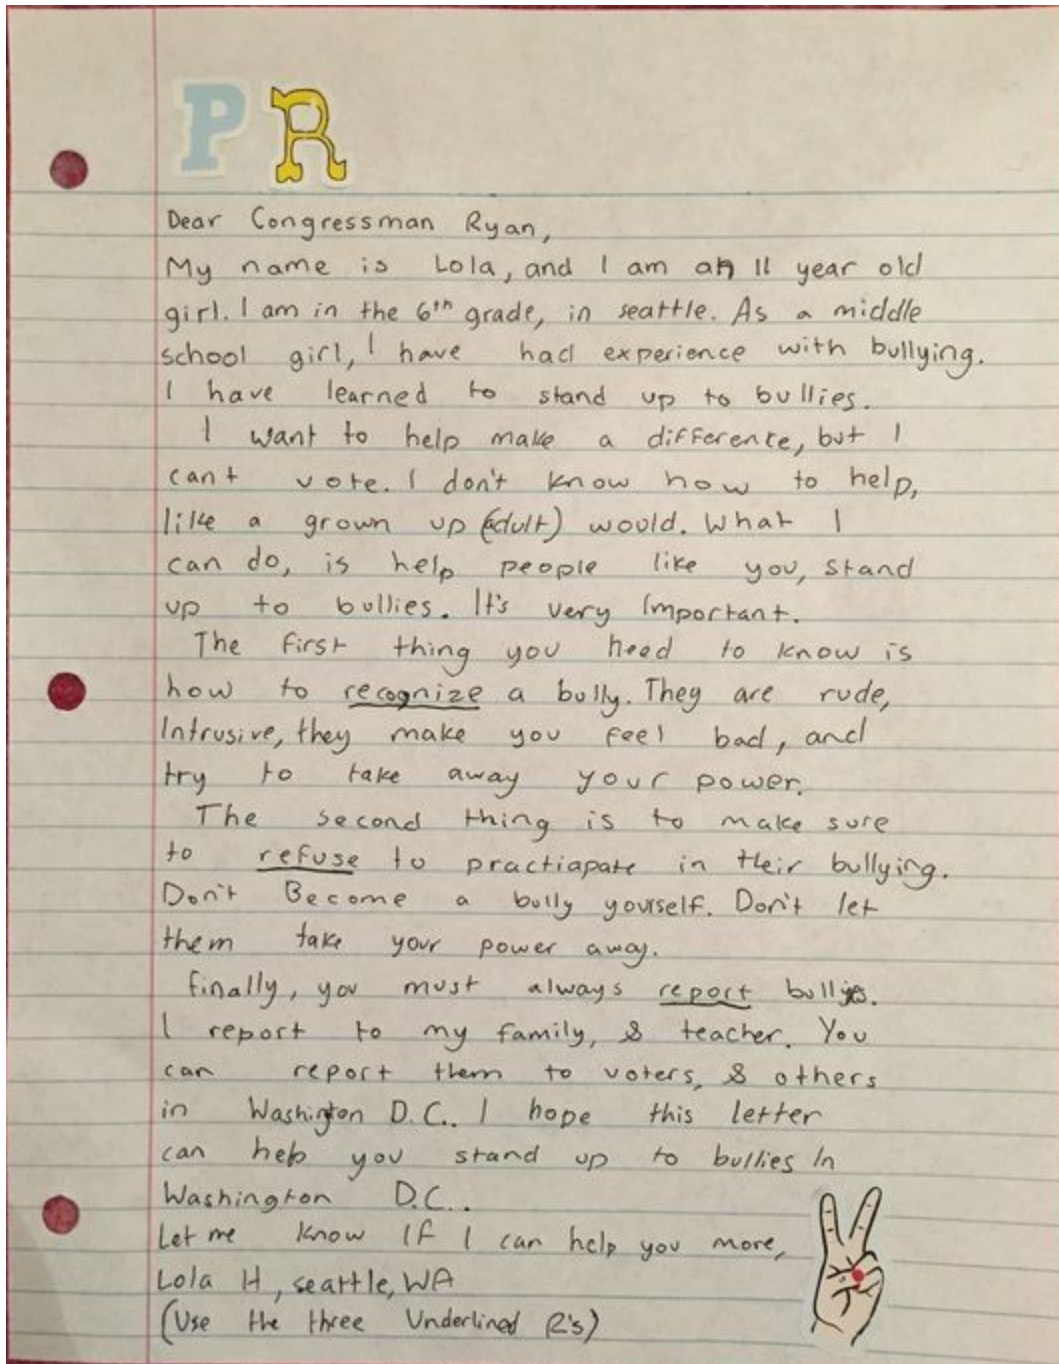 PR
Dear Congressman Ryan,
My name is Lola, and I am an 11 year old
girl. I am in the 6th grade, in seattle. As a middle
school girl, I have had experience with bullying.
I have learned to stand up to bullies.
I want to help make a difference, but I
can't vote. I don't know how to help,
like a grown up (adult) would. What I
can do, is help people like you, stand
up to bullies. It's very Important.
The first thing you need to know is
how to recognize a bully. They are rude,
Intrusive, they make you feel bad, and
try to take away your power.
The second thing is to make sure
to refuse to practiapate in their bullying.
Don't Become a bully yourself. Don't let
them take your power away.
finally, you must always report bullys.
I report to my family, & teacher. You
can report them to voters, & others
in Washington D.C.. I hope this letter
can help you stand up to bullies In
Washington D.C..
Let me know If I can help you more,
Lola H, seattle, WA
(Use the three Underlined R's)